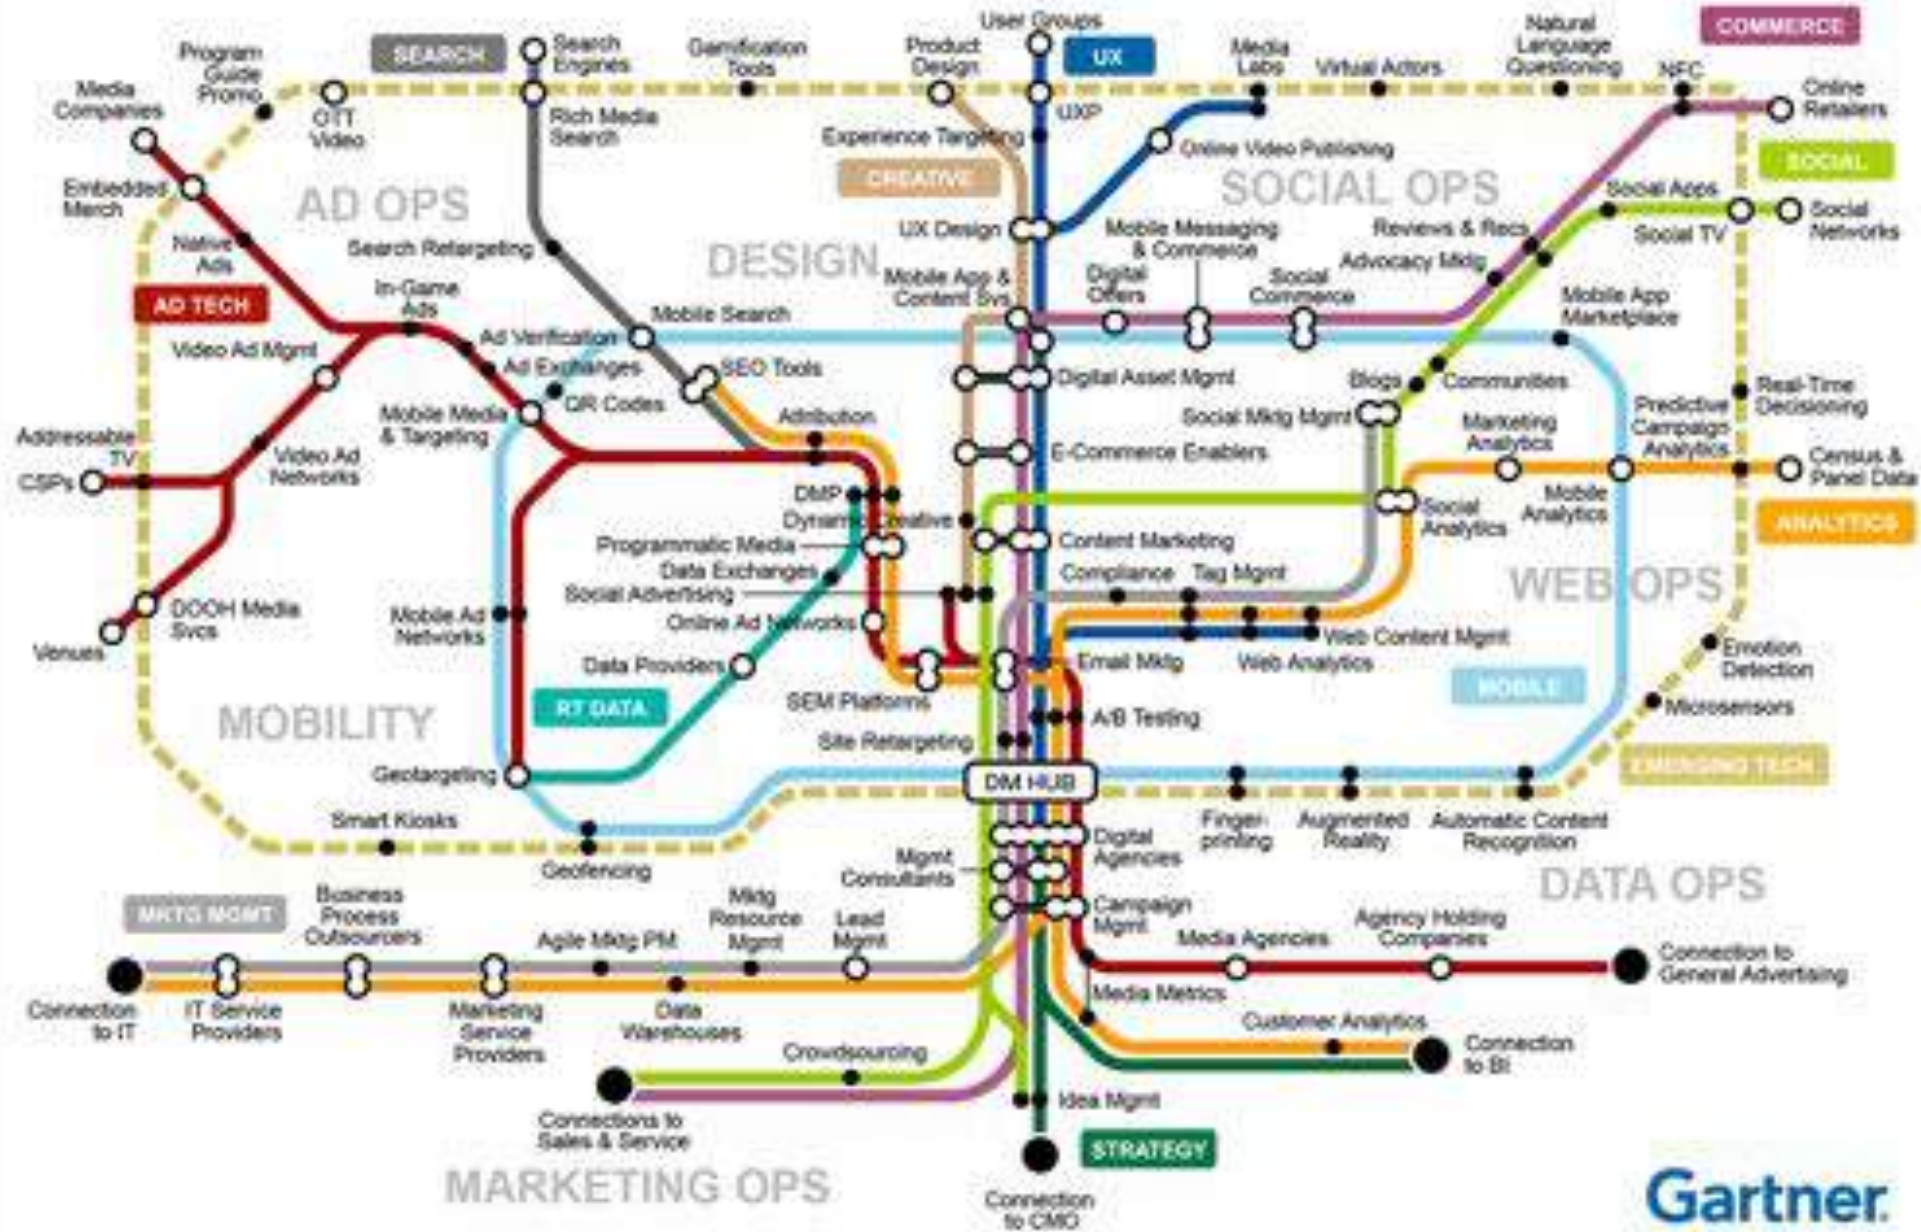 User Groups
COMMERCE
Program
Guide
Promo
SEARCH
Search
Engines
Gamification
Tools
Product
Design
UX
Media
Labs
Virtual Actors
Natural
Language
Questioning
NFC
Online
Retailers
Media
Companies
OTT
Video
Rich Media
Search
UXP
Experience Targeting
Online Video Publishing
SOCIAL
CREATIVE
Embedded
Merch
AD OPS
SOCIAL OPS
Social Apps
Social
Networks
Social TV
Native
Ads
Search Retargeting
UX Design
Mobile Messaging
& Commerce
Reviews & Recs
DESIGN
Advocacy Mktg
AD TECH
In-Game
Ads
Mobile App &
Content Svs
Digital
Offers
Social
Commerce
Mobile App
Marketplace
Mobile Search
Ad Verification
Video Ad Mgmt
Ad Exchanges
SEO Tools
Digital Asset Mgmt
Blogs
Communities
Real-Time
Decisioning
QR Codes
Mobile Media
& Targeting
Attribution
Social Mktg Mgmt
Marketing
Analytics
Predictive
Campaign
Analytics
Addressable
TV
CSPs
Video Ad
Networks
E-Commerce Enablers
Census &
Panel Data
DMP
Social
Analytics
Mobile
Analytics
ANALYTICS
Dynamic Creative
Programmatic Media
Content Marketing
Data Exchanges
Compliance
Tag Mgmt
WEB OPS
Social Advertising
DOOH Media
Svcs
Mobile Ad
Networks
Online Ad Networks
Web Content Mgmt
Venues
Data Providers
Email Mktg
Web Analytics
Emotion
Detection
RT DATA
SEM Platforms
MOBILE
MOBILITY
A/B Testing
Microsensors
Site Retargeting
Geotargeting
DM HUB
EMERGING TECH
Smart Kiosks
Geofencing
Digital
Agencies
Finger-
printing
Augmented
Reality
Automatic Content
Recognition
Mgmt
Consultants
DATA OPS
MKTG MGMT
Business
Process
Outsourcers
Agile Mktg PM
Mktg
Resource
Mgmt
Lead
Mgmt
Campaign
Mgmt
Media Agencies
Agency Holding
Companies
Connection to
General Advertising
Connection
to IT
IT Service
Providers
Marketing
Service
Providers
Data
Warehouses
Media Metrics
Customer Analytics
Connection
to BI
Crowdsourcing
Connections to
Sales & Service
Idea Mgmt
STRATEGY
MARKETING OPS
Connection
to CMO
Gartner.